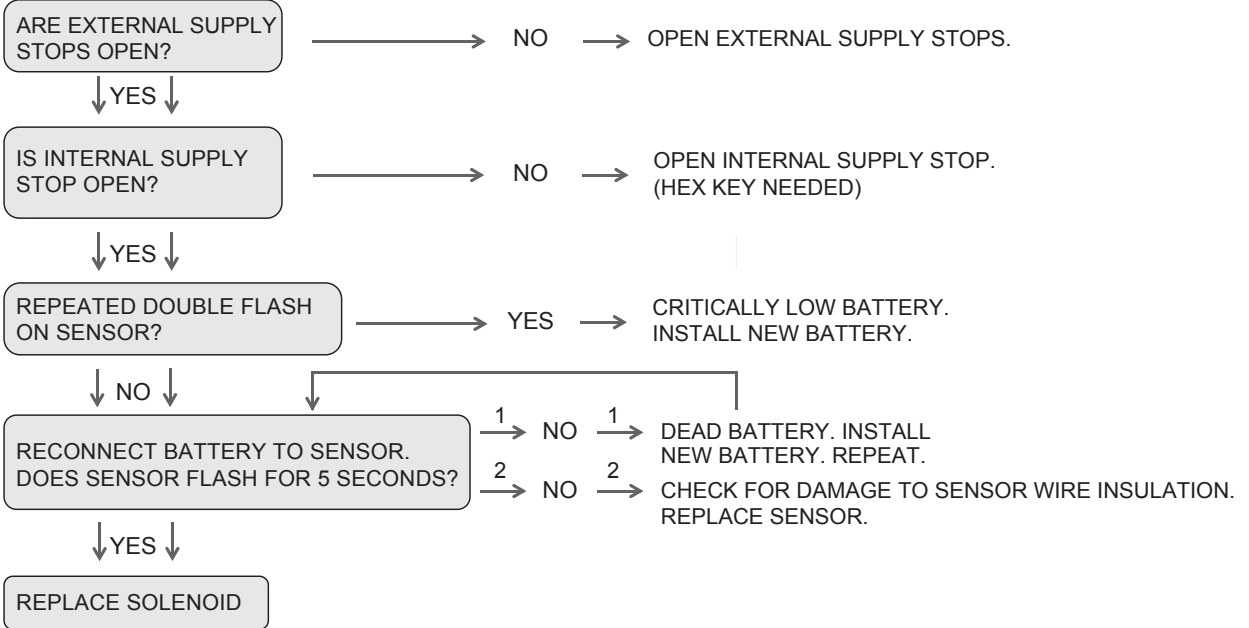 ARE EXTERNAL SUPPLY
STOPS OPEN?
NO
OPEN EXTERNAL SUPPLY STOPS.
YES
IS INTERNAL SUPPLY
STOP OPEN?
NO
OPEN INTERNAL SUPPLY STOP.
(HEX KEY NEEDED)
YES
REPEATED DOUBLE FLASH
ON SENSOR?
YES
CRITICALLY LOW BATTERY.
INSTALL NEW BATTERY.
NO
RECONNECT BATTERY TO SENSOR.
DOES SENSOR FLASH FOR 5 SECONDS?
1
NO
1
DEAD BATTERY. INSTALL
NEW BATTERY. REPEAT.
2
NO
2
CHECK FOR DAMAGE TO SENSOR WIRE INSULATION.
REPLACE SENSOR.
YES
REPLACE SOLENOID